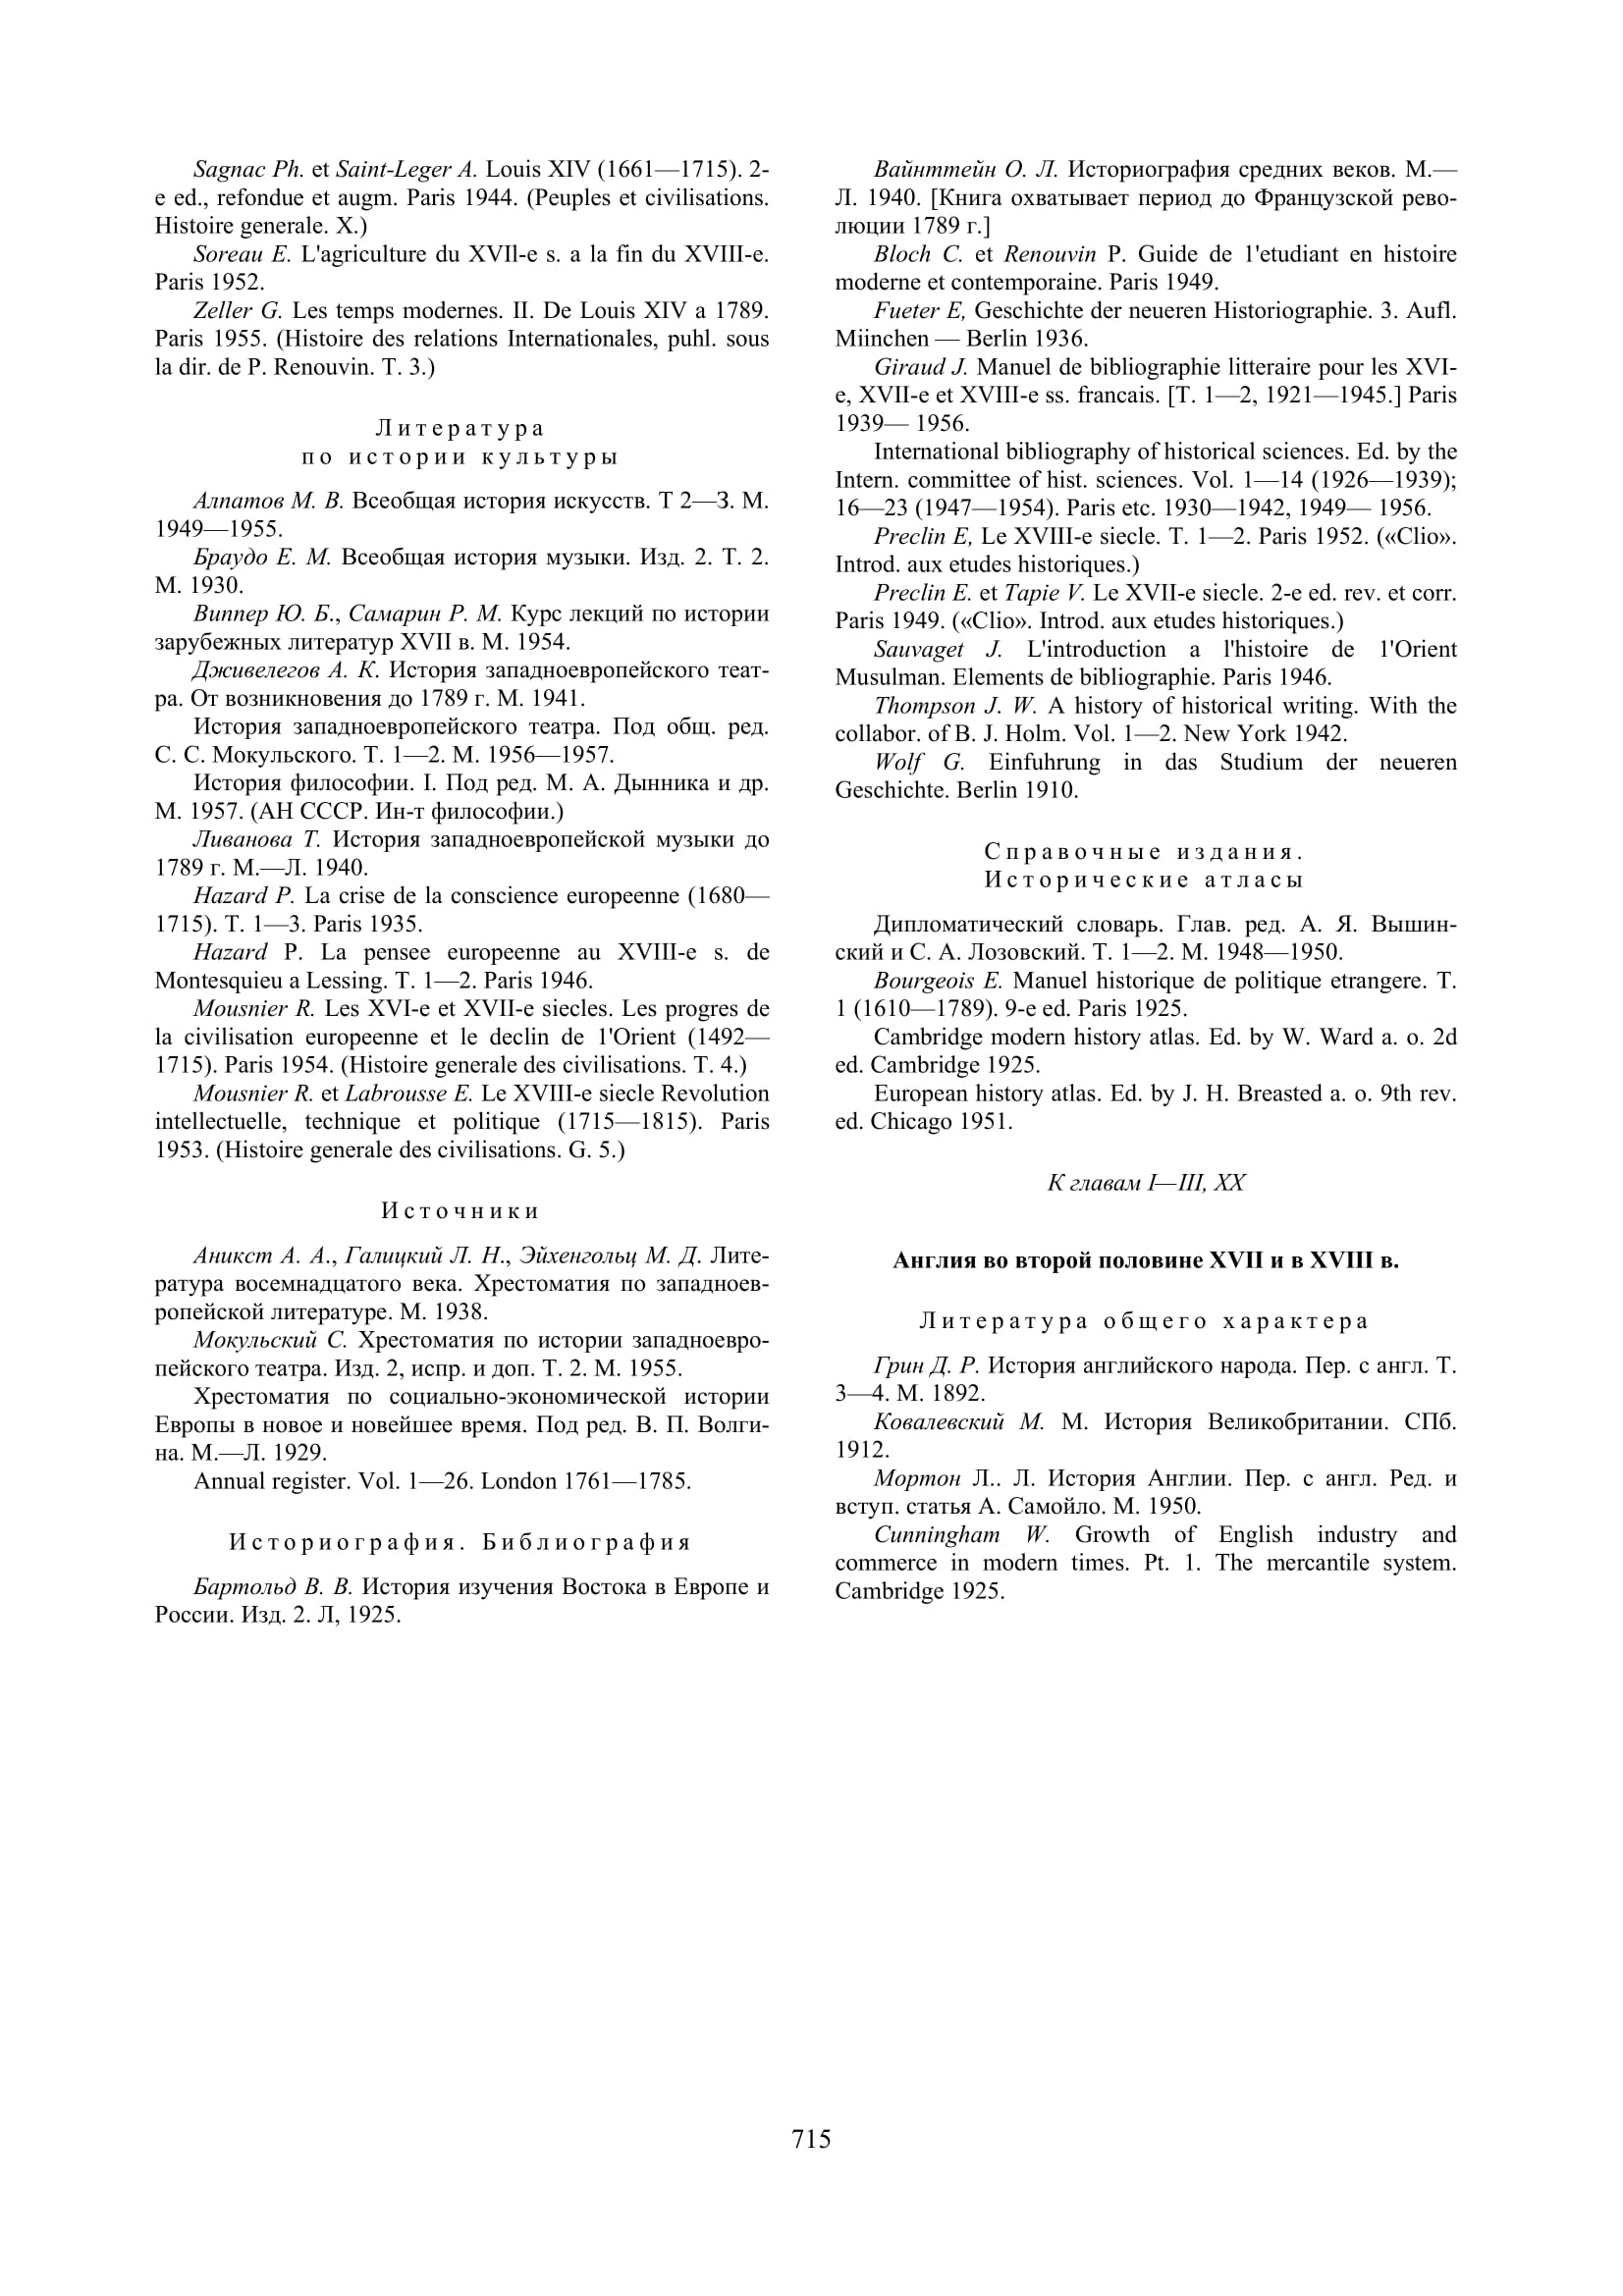 Sagnac Ph. et Saint-Leger A. Louis XIV (1661—1715). 2-
e ed., refondue et augm. Paris 1944. (Peuples et civilisations.
Histoire generale. X.)
Soreau E. L'agriculture du XVIl-e s. a la fin du XVIII-e.
Paris 1952.
Zeller G. Les temps modernes. II. De Louis XIV a 1789.
Paris 1955. (Histoire des relations Internationales, puhl. sous
la dir. de P. Renouvin. T. 3.)
Литература
по истории культуры
Алпатов М. В. Всеобщая история искусств. Т 2—З. М.
1949—1955.
Браудо Е. М. Всеобщая история музыки. Изд. 2. Т. 2.
М. 1930.
Виппер Ю. Б., Самарин Р. М. Курс лекций по истории
зарубежных литератур XVII в. М. 1954.
Дживелегов А. К. История западноевропейского теат-
ра. От возникновения до 1789 г. М. 1941.
История западноевропейского театра. Под общ. ред.
С. С. Мокульского. Т. 1—2. М. 1956—1957.
История философии. I. Под ред. М. А. Дынника и др.
М. 1957. (АН СССР. Ин-т философии.)
Ливанова Т. История западноевропейской музыки до
1789 г. М.—Л. 1940.
Hazard P. La crise de la conscience europeenne (1680—
1715). T. 1—3. Paris 1935.
Hazard P. La pensee europeenne au XVIII-e s. de
Montesquieu a Lessing. T. 1—2. Paris 1946.
Mousnier R. Les XVI-e et XVII-e siecles. Les progres de
la civilisation europeenne et le declin de 1'Orient (1492—
1715). Paris 1954. (Histoire generale des civilisations. T. 4.)
Mousnier R. et Labrousse E. Le XVIII-e siecle Revolution
intellectuelle, technique et politique (1715—1815). Paris
1953. (Histoire generale des civilisations. G. 5.)
Источники
Аникст А. А., Галицкий Л. Н., Эйхенгольц М. Д. Лите-
ратура восемнадцатого века. Хрестоматия по западноев-
ропейской литературе. М. 1938.
Мокульский С. Хрестоматия по истории западноевро-
пейского театра. Изд. 2, испр. и доп. Т. 2. М. 1955.
Хрестоматия по социально-экономической истории
Европы в новое и новейшее время. Под ред. В. П. Волги-
на. М.—Л. 1929.
Annual register. Vol. 1—26. London 1761—1785.
Историография. Библиография
Бартольд В. В. История изучения Востока в Европе и
России. Изд. 2. Л, 1925.
Вайнттейн О. Л. Историография средних веков. М.—
Л. 1940. [Книга охватывает период до Французской рево-
люции 1789 г.]
Bloch C. et Renouvin P. Guide de 1'etudiant en histoire
moderne et contemporaine. Paris 1949.
Fueter E, Geschichte der neueren Historiographie. 3. Aufl.
Miinchen — Berlin 1936.
Giraud J. Manuel de bibliographie litteraire pour les XVI-
e, XVII-e et XVIII-e ss. francais. [T. 1—2, 1921—1945.] Paris
1939— 1956.
International bibliography of historical sciences. Ed. by the
Intern. committee of hist. sciences. Vol. 1—14 (1926—1939);
16—23 (1947—1954). Paris etc. 1930—1942, 1949— 1956.
Preclin E, Le XVIII-e siecle. T. 1—2. Paris 1952. («Clio».
Introd. aux etudes historiques.)
Preclin E. et Tapie V. Le XVII-e siecle. 2-e ed. rev. et corr.
Paris 1949. («Clio». Introd. aux etudes historiques.)
Sauvaget J. L'introduction a l'histoire de 1'Orient
Musulman. Elements de bibliographie. Paris 1946.
Thompson J. W. A history of historical writing. With the
collabor. of B. J. Holm. Vol. 1—2. New York 1942.
Wolf G. Einfuhrung in das Studium der neueren
Geschichte. Berlin 1910.
Справочные издания.
Исторические атласы
Дипломатический словарь. Глав. ред. А. Я. Вышин-
ский и С. А. Лозовский. Т. 1—2. М. 1948—1950.
Bourgeois E. Manuel historique de politique etrangere. T.
1 (1610—1789). 9-e ed. Paris 1925.
Cambridge modern history atlas. Ed. by W. Ward a. o. 2d
ed. Cambridge 1925.
European history atlas. Ed. by J. H. Breasted a. o. 9th rev.
ed. Chicago 1951.
К главам I—III, XX
Англия во второй половине XVII и в XVIII в.
Литература общего характера
Грин Д. Р. История английского народа. Пер. с англ. Т.
3—4. М. 1892.
Ковалевский М. М. История Великобритании. СПб.
1912.
Мортон Л.. Л. История Англии. Пер. с англ. Ред. и
вступ. статья А. Самойло. М. 1950.
Cunningham W. Growth of English industry and
commerce in modern times. Pt. 1. The mercantile system.
Cambridge 1925.
715